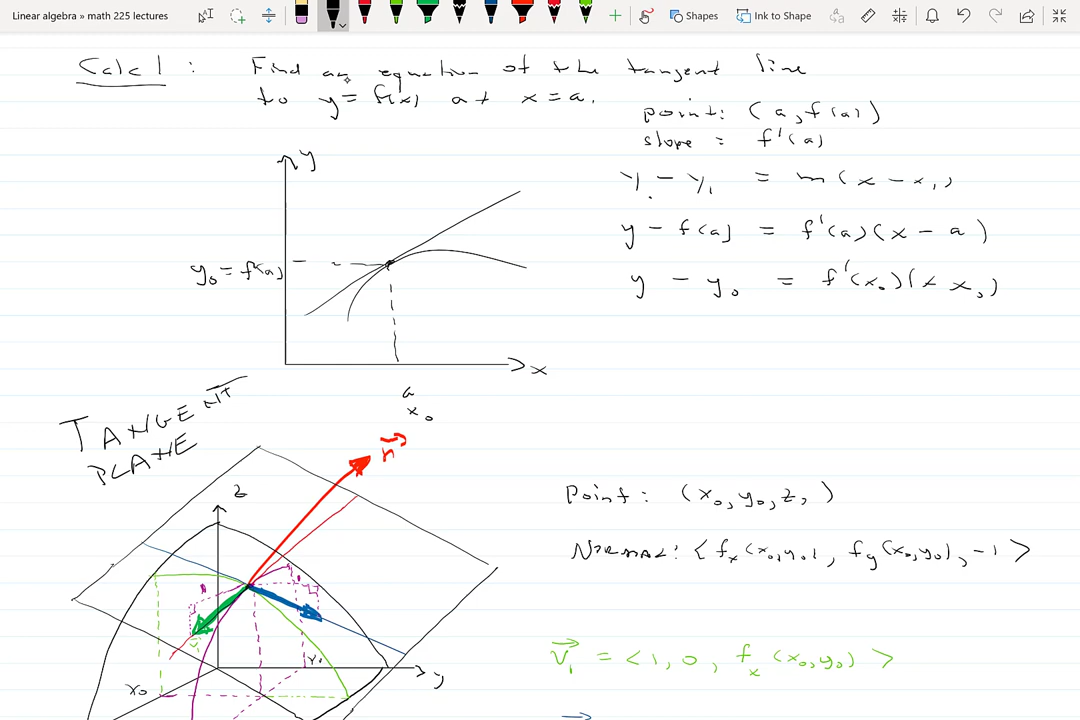 Linear algebra » math 225 lectures
Shapes
Ink to Shape
Calc 1 : Find an equation of the tangent line
to y = f(x) at x = a.
point: (a, f(a))
slope = f'(a)
y - y₁ = m(x - x₁)
y - f(a) = f'(a)(x - a)
y - y₀ = f'(x₀)(x x₀)
y
y₀ = f(a)
x
a
x₀
TANGENT
PLANE
n⃗
z
Point: (x₀, y₀, z₀)
NORMAL: < fx(x₀,y₀), fy(x₀,y₀), -1 >
v⃗₁ = <1, 0, fx(x₀,y₀)>
v₁
x₀
y₀
y